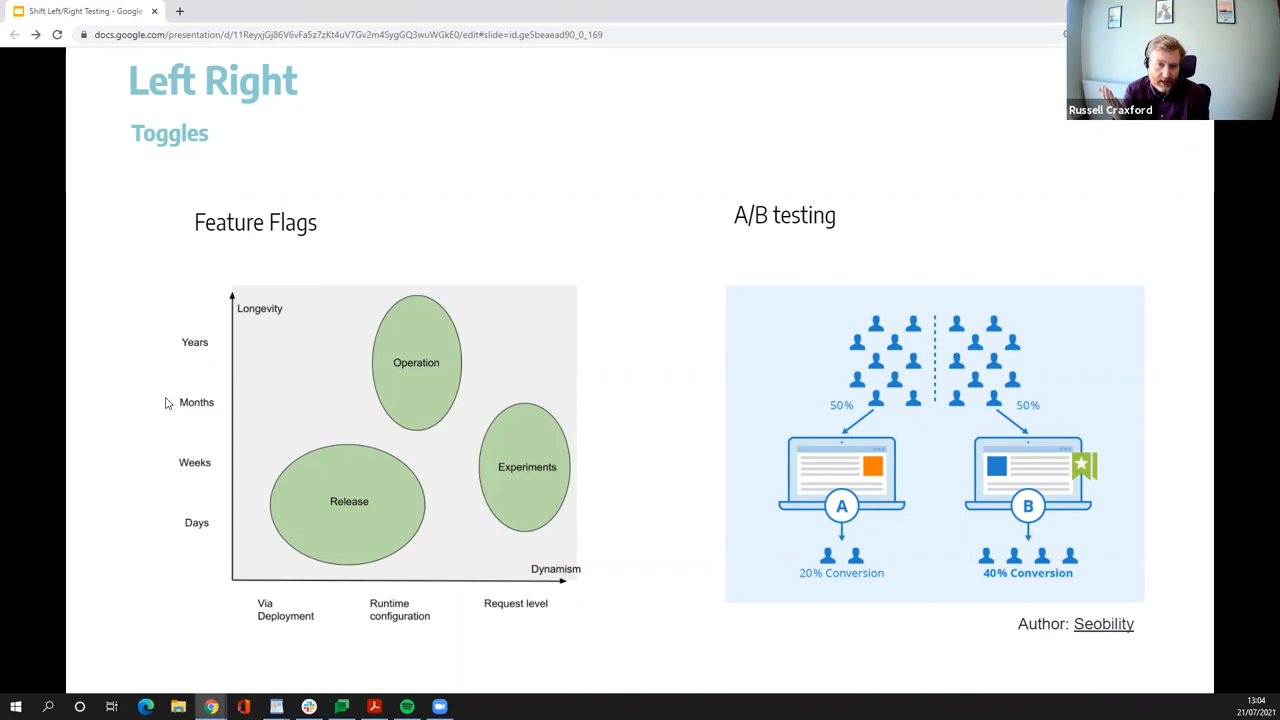 Shift Left/Right Testing - Google
docs.google.com/presentation/d/11ReyxjGj86V6vFa5z7zKt4uV7Gv2m4SygGQ3wuWGkE0/edit#slide=id.ge5beaead90_0_169
Left Right
Toggles
Russell Craxford
Feature Flags
A/B testing
Longevity
Years
Months
Weeks
Days
Operation
Experiments
Release
Dynamism
Via
Deployment
Runtime
configuration
Request level
50%
50%
A
B
20% Conversion
40% Conversion
Author: Seobility
13:04
21/07/2021